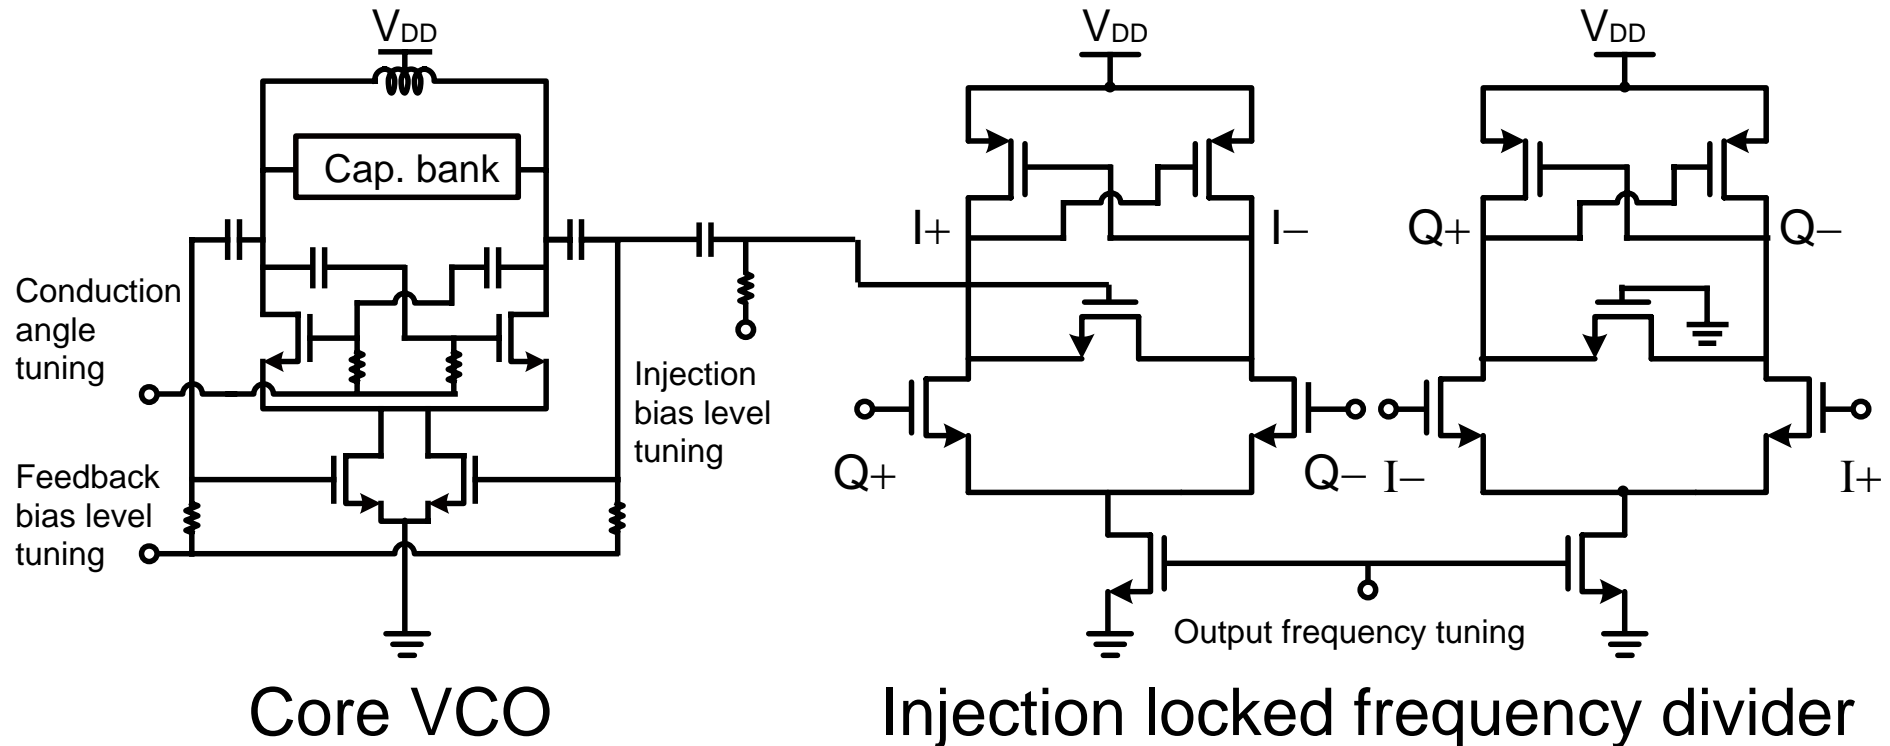 VDD
VDD
VDD
Cap. bank
I+
I−
Q+
Q−
Conduction
angle
tuning
Injection
bias level
tuning
Feedback
bias level
tuning
Q+
Q−
I−
I+
Output frequency tuning
Core VCO
Injection locked frequency divider